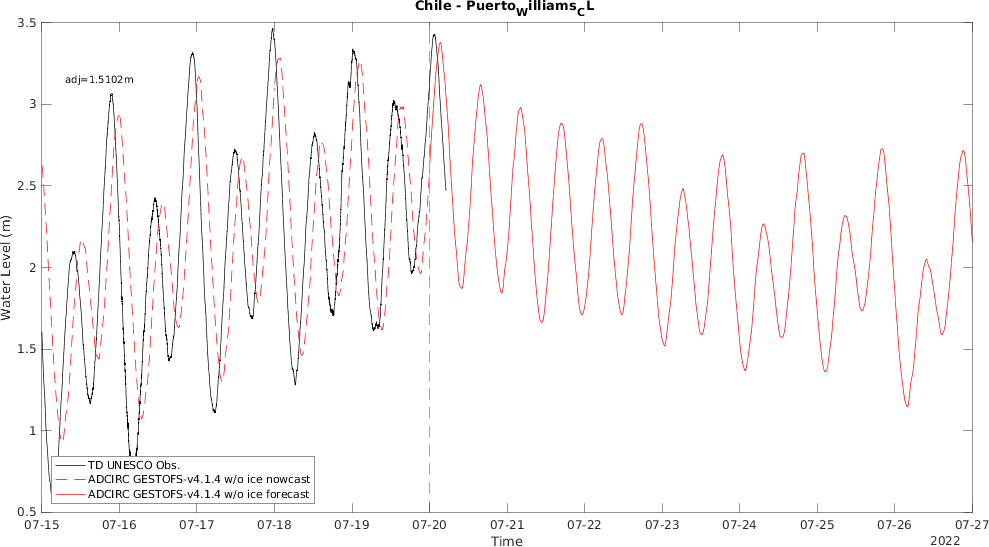 Chile - PuertoWilliamsCL
adj=1.5102m
3.5
3
2.5
2
1.5
1
0.5
Water Level (m)
TD UNESCO Obs.
ADCIRC GESTOFS-v4.1.4 w/o ice nowcast
ADCIRC GESTOFS-v4.1.4 w/o ice forecast
07-15 07-16 07-17 07-18 07-19 07-20 07-21 07-22 07-23 07-24 07-25 07-26 07-27
Time
2022